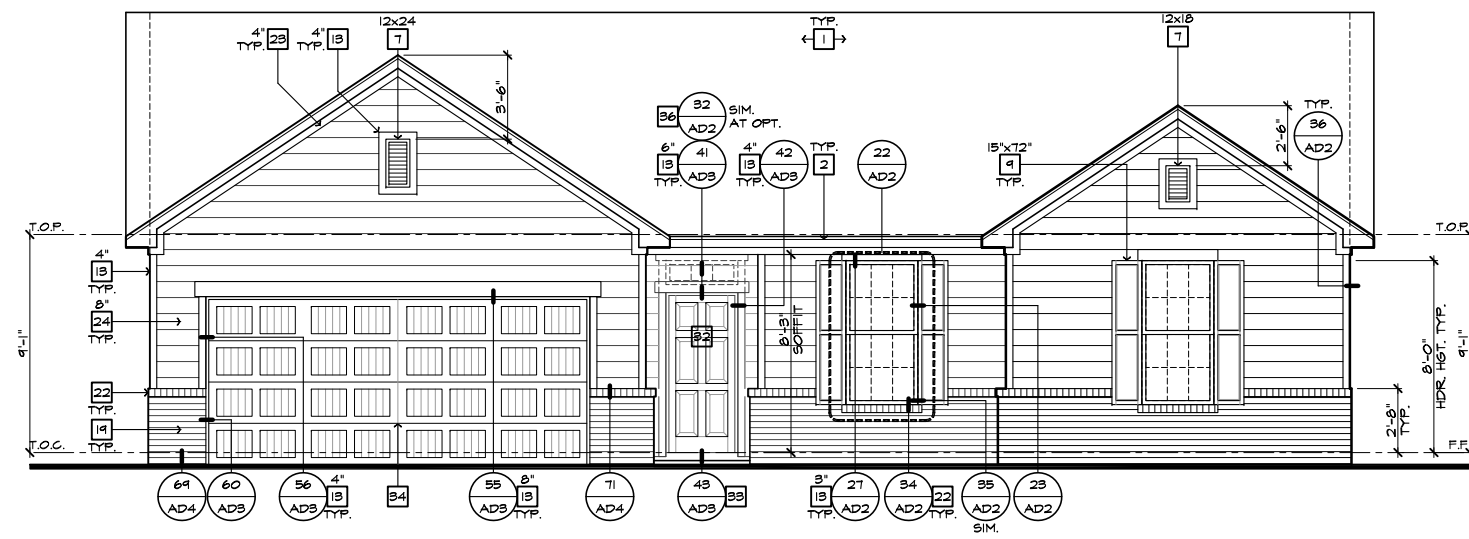 12x24
7
4"
TYP.
23
4"
TYP.
13
TYP.
1
12x18
7
3'-6"
36
32
AD2
SIM.
AT OPT.
6"
13
TYP.
41
AD3
4"
13
TYP.
42
AD3
TYP.
2
22
AD2
15"x72"
9
TYP.
2'-6"
TYP.
36
AD2
T.O.P.
T.O.P.
4"
13
TYP.
8"
24
TYP.
9'-1"
22
TYP.
19
TYP.
T.O.C.
32
8'-3"
SOFFIT
8'-0"
HDR. HGT. TYP.
9'-1"
2'-8"
TYP.
F.F.
69
AD4
60
AD3
56
AD3
4"
13
TYP.
34
55
AD3
8"
13
TYP.
71
AD4
43
AD3
33
3"
13
TYP.
27
AD2
34
AD2
22
TYP.
35
AD2
SIM.
23
AD2